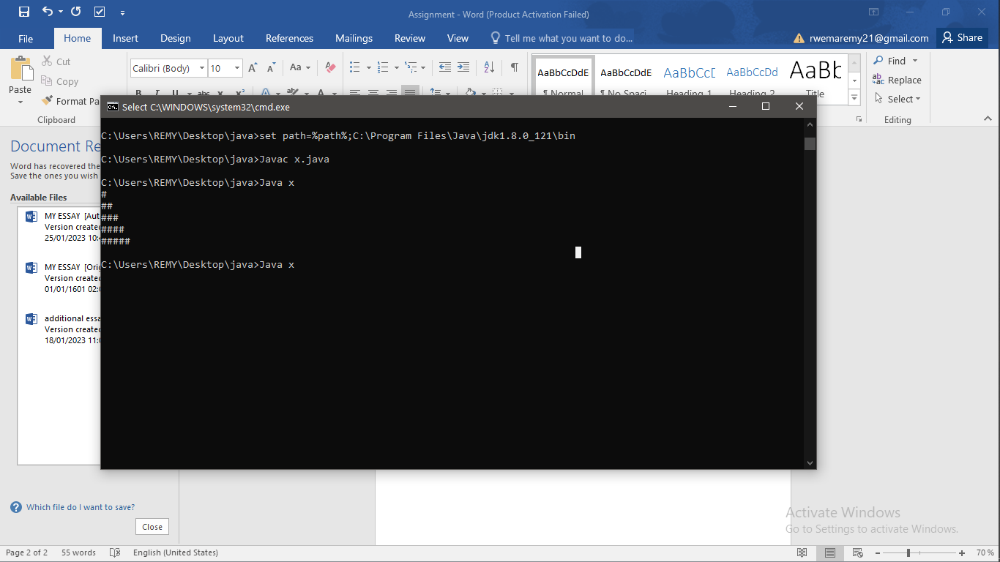 Assignment - Word (Product Activation Failed)
File Home Insert Design Layout References Mailings Review View Tell me what you want to do... rwemaremy21@gmail.com Share
Paste
Cut
Copy
Format Pa
Clipboard
Calibri (Body) 10
Aa
AaBbCcDdE AaBbCcDdE AaBbCcD AaBbCcDd AaBb
¶ Normal ¶ No Spaci... Heading 1 Heading 2 Title
Find
Replace
Select
Editing
Select C:\WINDOWS\system32\cmd.exe
C:\Users\REMY\Desktop\java>set path=%path%;C:\Program Files\Java\jdk1.8.0_121\bin
C:\Users\REMY\Desktop\java>Javac x.java
C:\Users\REMY\Desktop\java>Java x
#
##
###
####
#####
C:\Users\REMY\Desktop\java>Java x
Document Re
Word has recovered the
Save the ones you wish
Available Files
MY ESSAY [Aut
Version create
25/01/2023 10:4
MY ESSAY [Orig
Version create
01/01/1601 02:0
additional essa
Version create
18/01/2023 11:0
Which file do I want to save?
Close
Activate Windows
Go to Settings to activate Windows.
Page 2 of 2 55 words English (United States) 70 %